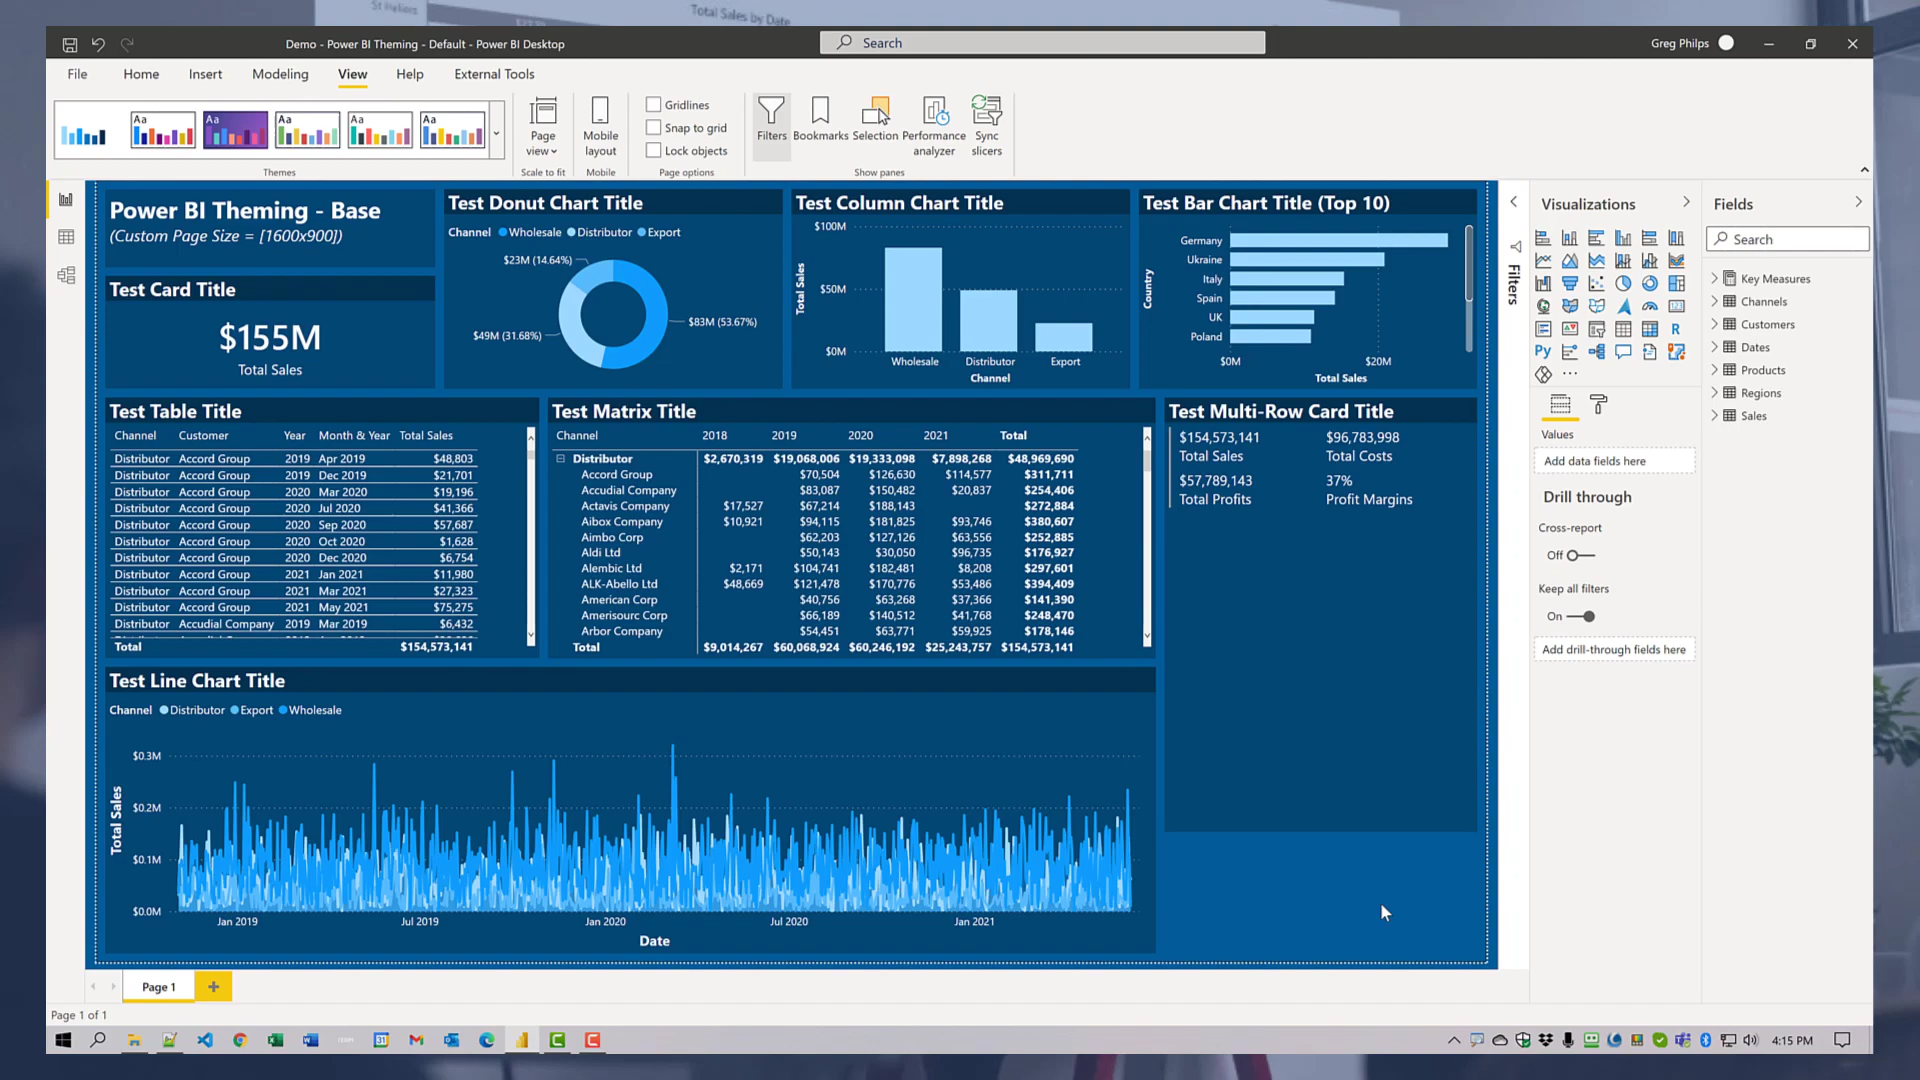 St Heliers
Total Sales by Date
Demo - Power BI Theming - Default - Power BI Desktop
Search
Greg Philps
File Home Insert Modeling View Help External Tools
Aa Aa Aa Aa Aa
Page view
Mobile layout
Gridlines
Snap to grid
Lock objects
Filters
Bookmarks
Selection
Performance analyzer
Sync slicers
Themes
Scale to fit
Mobile
Page options
Show panes
Power BI Theming - Base
(Custom Page Size = [1600x900])
Test Card Title
$155M
Total Sales
Test Donut Chart Title
Channel Wholesale Distributor Export
$23M (14.64%)
$83M (53.67%)
$49M (31.68%)
Test Column Chart Title
$100M
$50M
$0M
Total Sales
Wholesale Distributor Export
Channel
Test Bar Chart Title (Top 10)
Country
Germany
Ukraine
Italy
Spain
UK
Poland
$0M $20M
Total Sales
Test Table Title
Channel Customer Year Month & Year Total Sales
Distributor Accord Group 2019 Apr 2019 $48,803
Distributor Accord Group 2019 Dec 2019 $21,701
Distributor Accord Group 2020 Mar 2020 $19,196
Distributor Accord Group 2020 Jul 2020 $41,366
Distributor Accord Group 2020 Sep 2020 $57,687
Distributor Accord Group 2020 Oct 2020 $1,628
Distributor Accord Group 2020 Dec 2020 $6,754
Distributor Accord Group 2021 Jan 2021 $11,980
Distributor Accord Group 2021 Mar 2021 $27,323
Distributor Accord Group 2021 May 2021 $75,275
Distributor Accudial Company 2019 Mar 2019 $6,432
Total $154,573,141
Test Matrix Title
Channel 2018 2019 2020 2021 Total
Distributor $2,670,319 $19,068,006 $19,333,098 $7,898,268 $48,969,690
Accord Group $70,504 $126,630 $114,577 $311,711
Accudial Company $83,087 $150,482 $20,837 $254,406
Actavis Company $17,527 $67,214 $188,143 $272,884
Aibox Company $10,921 $94,115 $181,825 $93,746 $380,607
Aimbo Corp $62,203 $127,126 $63,556 $252,885
Aldi Ltd $50,143 $30,050 $96,735 $176,927
Alembic Ltd $2,171 $104,741 $182,481 $8,208 $297,601
ALK-Abello Ltd $48,669 $121,478 $170,776 $53,486 $394,409
American Corp $40,756 $63,268 $37,366 $141,390
Amerisourc Corp $66,189 $140,512 $41,768 $248,470
Arbor Company $54,451 $63,771 $59,925 $178,146
Total $9,014,267 $60,068,924 $60,246,192 $25,243,757 $154,573,141
Test Multi-Row Card Title
$154,573,141 $96,783,998
Total Sales Total Costs
$57,789,143 37%
Total Profits Profit Margins
Test Line Chart Title
Channel Distributor Export Wholesale
$0.3M
$0.2M
$0.1M
$0.0M
Total Sales
Jan 2019 Jul 2019 Jan 2020 Jul 2020 Jan 2021
Date
Filters
Visualizations
R
Py
Values
Add data fields here
Drill through
Cross-report
Off
Keep all filters
On
Add drill-through fields here
Fields
Search
Key Measures
Channels
Customers
Dates
Products
Regions
Sales
Page 1
Page 1 of 1
31
4:15 PM